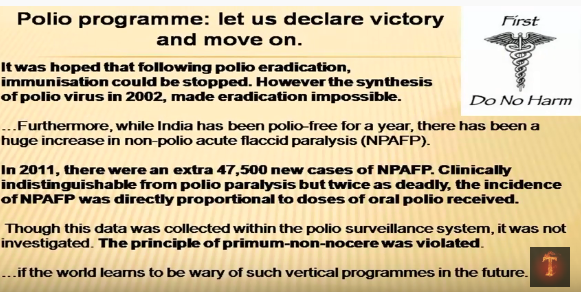 Polio programme: let us declare victory
and move on.
First
Do No Harm
It was hoped that following polio eradication,
immunisation could be stopped. However the synthesis
of polio virus in 2002, made eradication impossible.
...Furthermore, while India has been polio-free for a year, there has been a
huge increase in non-polio acute flaccid paralysis (NPAFP).
In 2011, there were an extra 47,500 new cases of NPAFP. Clinically
indistinguishable from polio paralysis but twice as deadly, the incidence
of NPAFP was directly proportional to doses of oral polio received.
Though this data was collected within the polio surveillance system, it was not
investigated. The principle of primum-non-nocere was violated.
...if the world learns to be wary of such vertical programmes in the future.